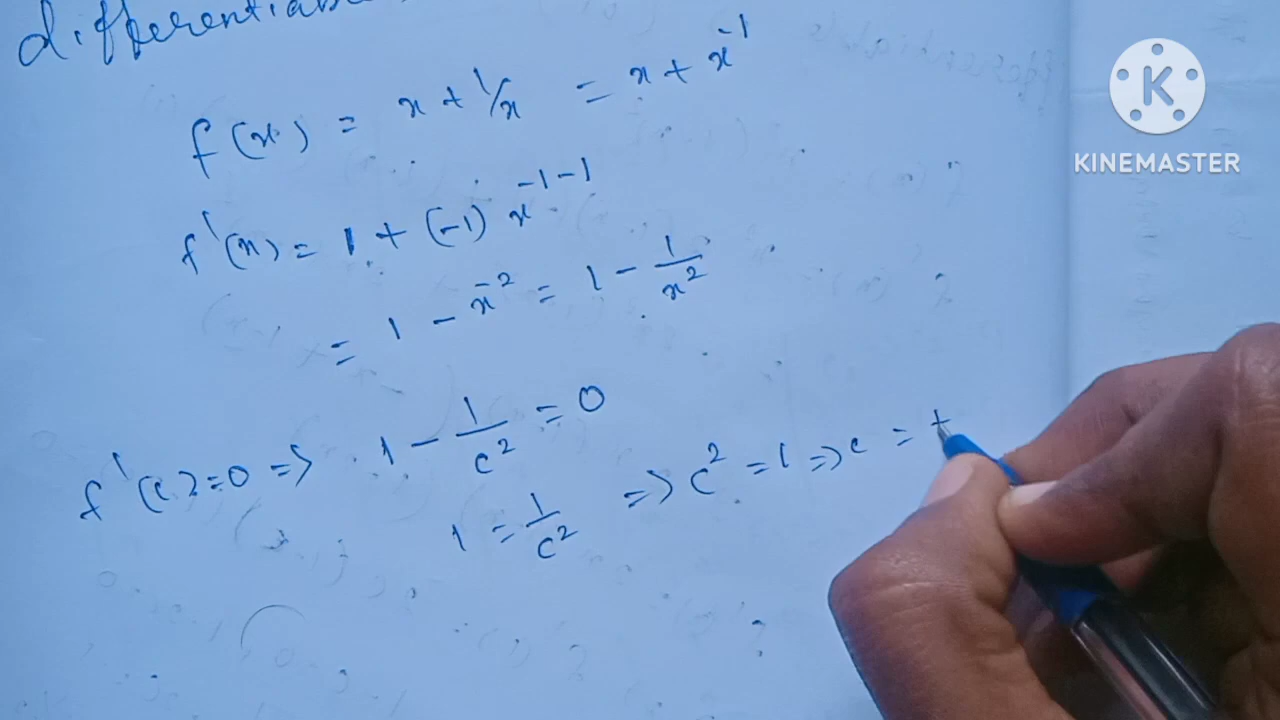 differentiable
f(x) = x + 1/x = x + x^-1
f'(x) = 1 + (-1) x^-1-1
= 1 - x^-2 = 1 - 1/x^2
f'(c) = 0 => 1 - 1/c^2 = 0
1 = 1/c^2 => c^2 = 1 => c = +
KINEMASTER